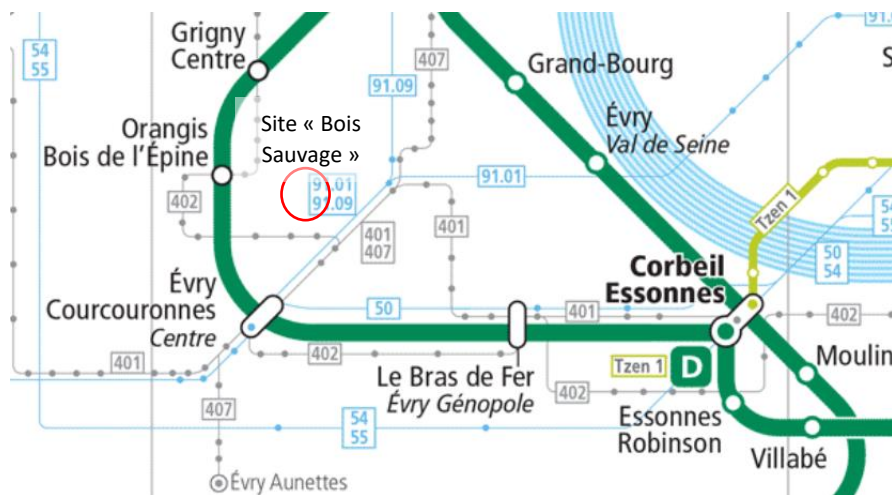 54
55
Grigny
Centre
407
91.09
Grand-Bourg
Évry
Val de Seine
Orangis
Bois de l'Épine
Site « Bois
Sauvage »
91.01
91.09
91.01
402
401
407
401
Tzen 1
50
54
Corbeil
Essonnes
Évry
Courcouronnes
Centre
50
401
402
401
402
Le Bras de Fer
Évry Génopole
Tzen 1
D
402
Moulin
407
54
55
Essonnes
Robinson
Villabé
Évry Aunettes